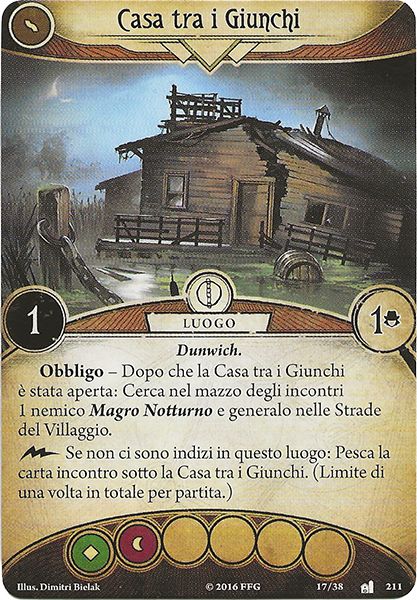 Casa tra i Giunchi
1
LUOGO
1
Dunwich.
Obbligo – Dopo che la Casa tra i Giunchi
è stata aperta: Cerca nel mazzo degli incontri
1 nemico Magro Notturno e generalo nelle Strade
del Villaggio.
Se non ci sono indizi in questo luogo: Pesca la
carta incontro sotto la Casa tra i Giunchi. (Limite di
una volta in totale per partita.)
Illus. Dimitri Bielak © 2016 FFG 17/38 211